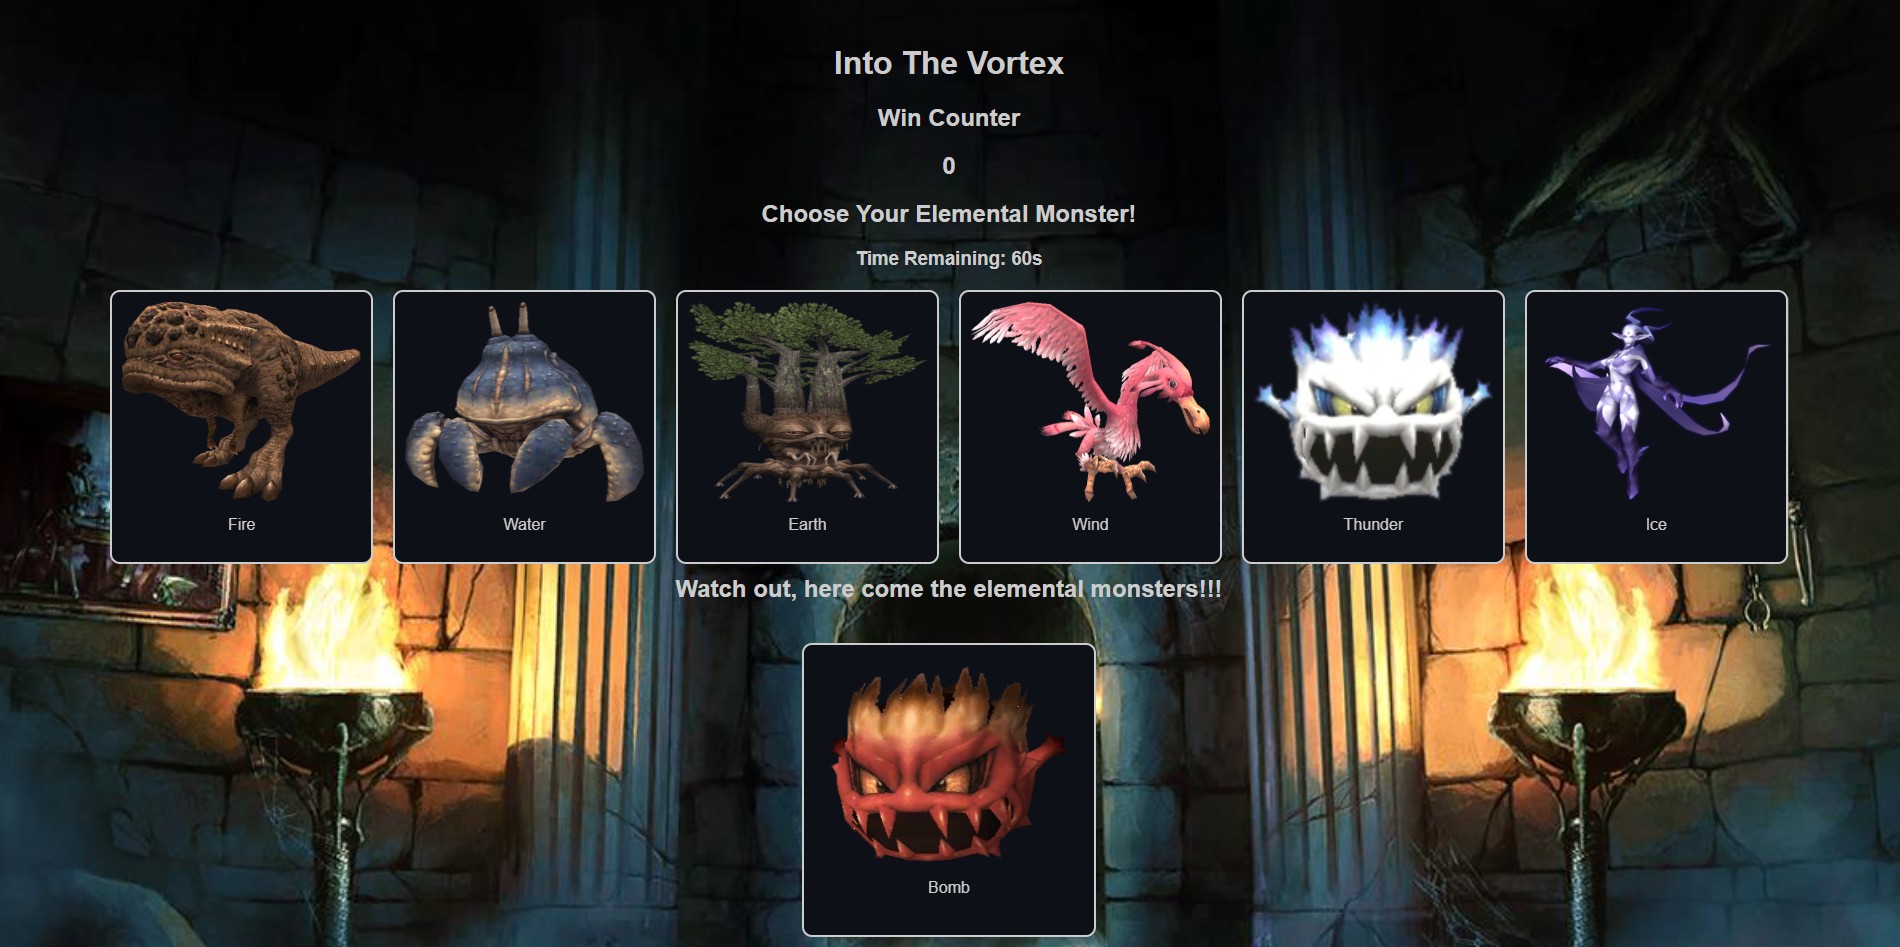 Into The Vortex
Win Counter
0
Choose Your Elemental Monster!
Time Remaining: 60s
Fire
Water
Earth
Wind
Thunder
Ice
Watch out, here come the elemental monsters!!!
Bomb